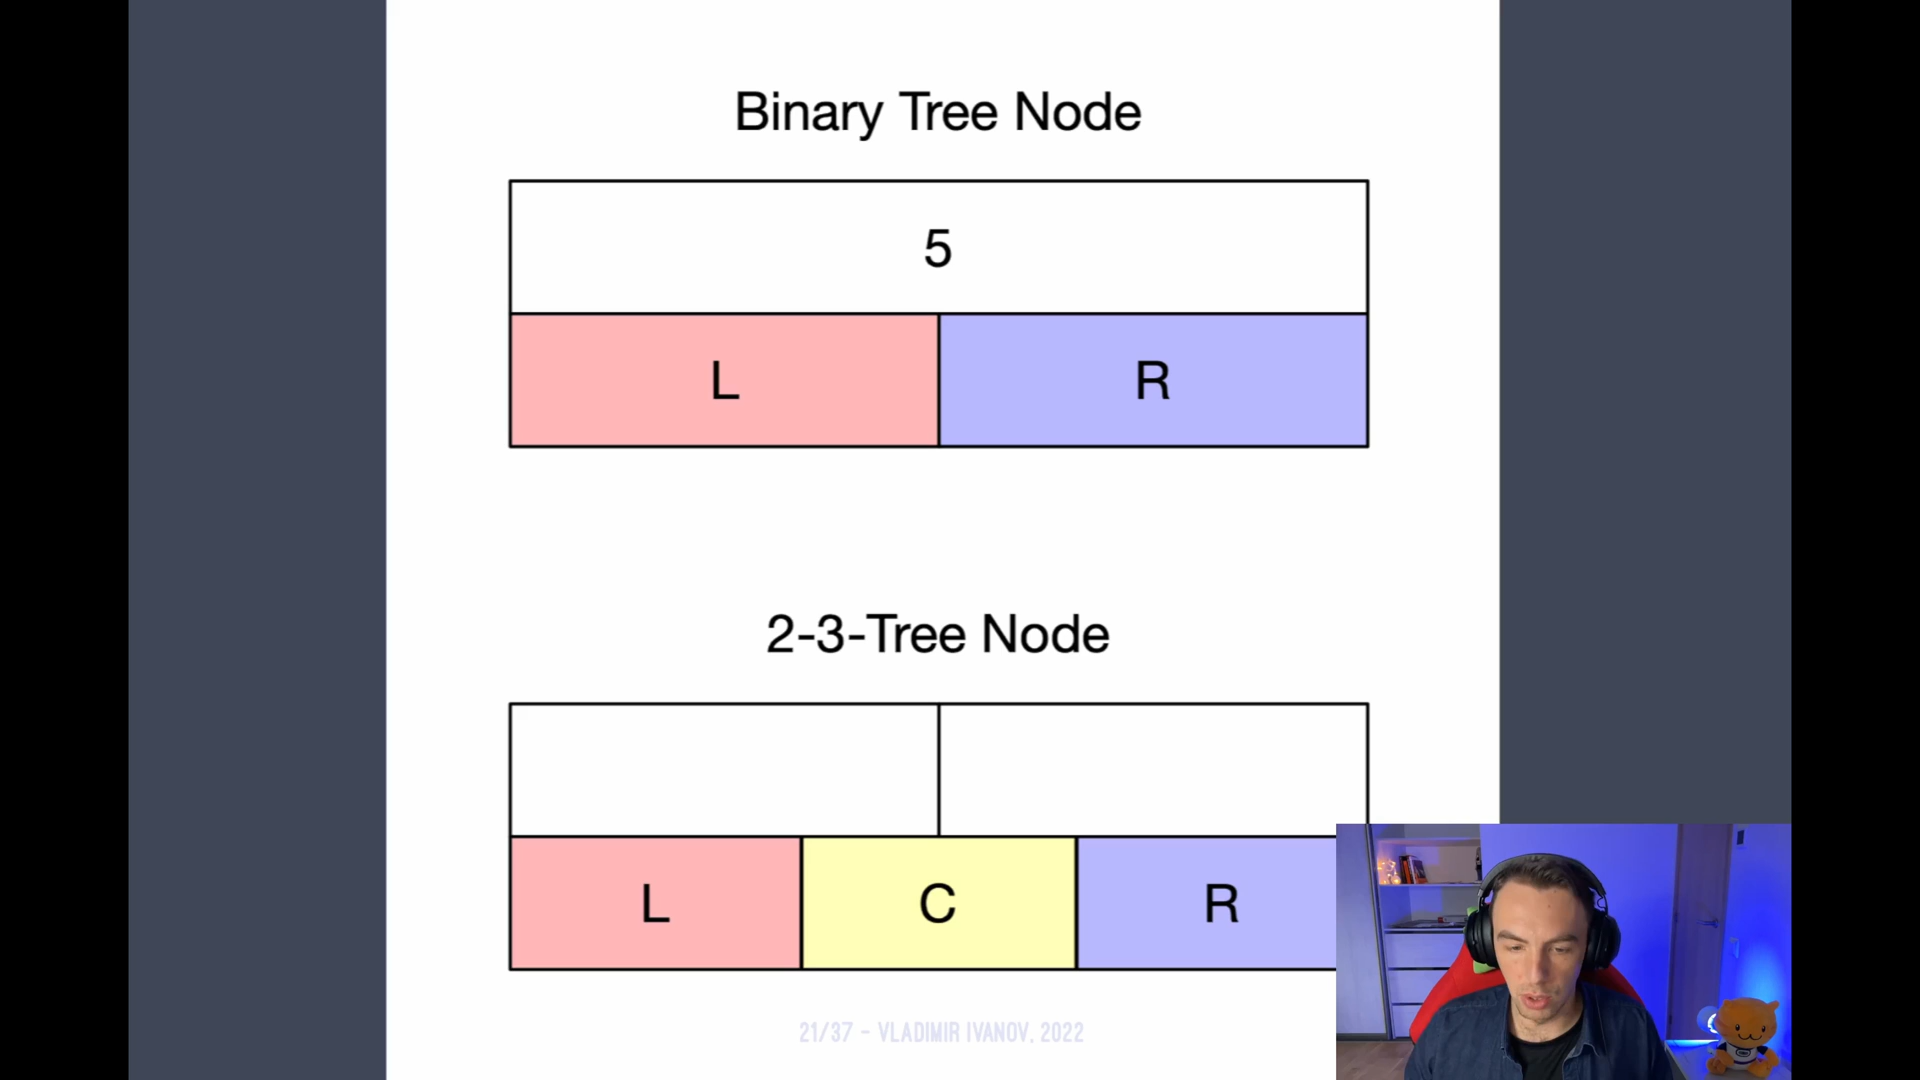 Binary Tree Node
5
L R
2-3-Tree Node
L C R
21/37 - VLADIMIR IVANOV, 2022